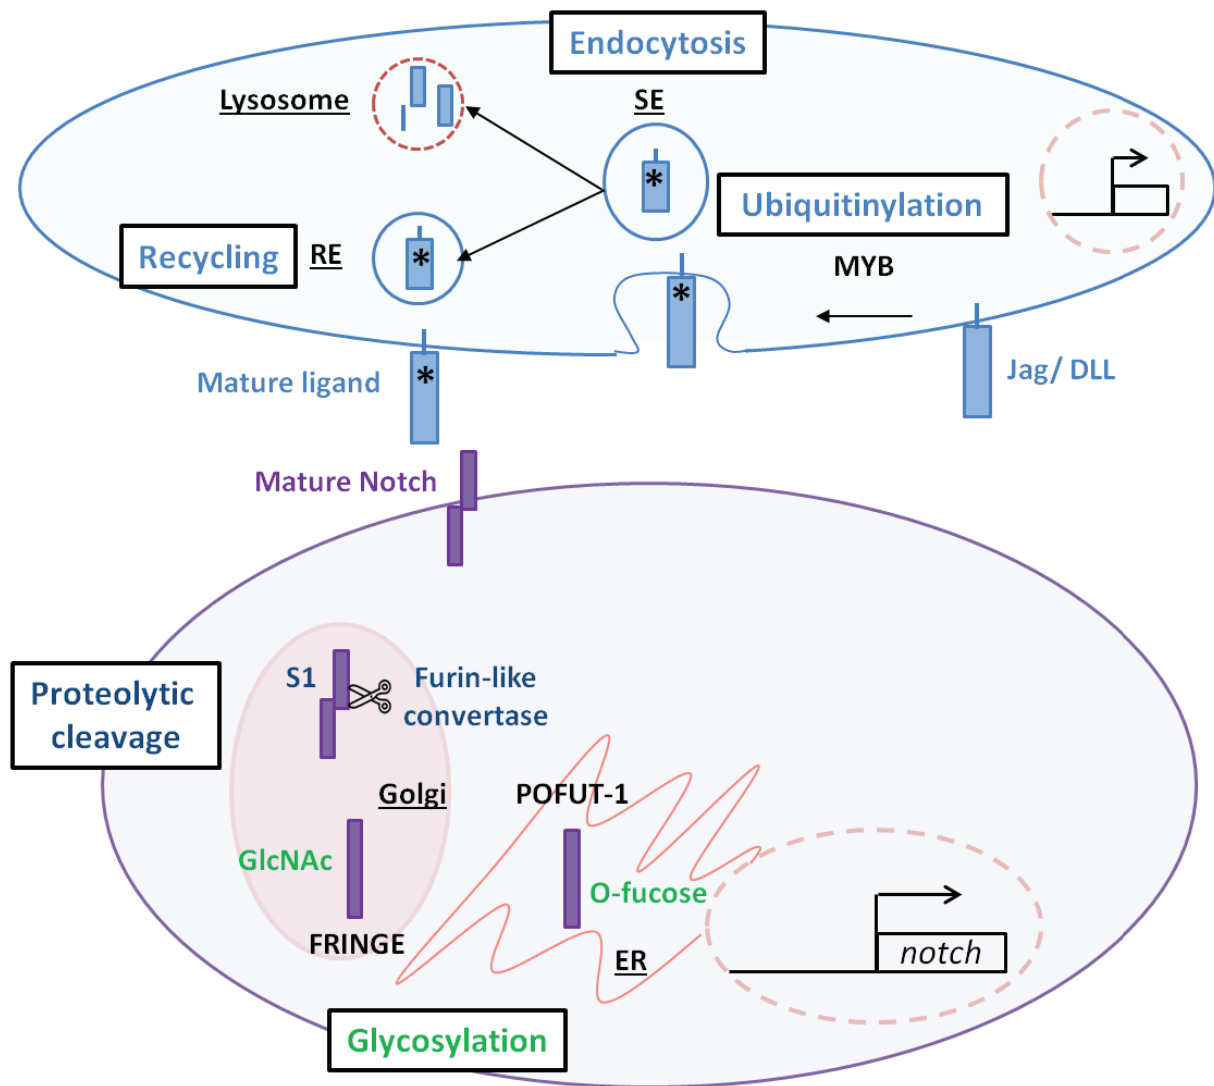 Endocytosis
Lysosome
SE
*
Ubiquitinylation
Recycling
RE
*
*
MYB
Mature ligand
*
Jag/ DLL
Mature Notch
Proteolytic
cleavage
S1
Furin-like
convertase
Golgi
POFUT-1
GlcNAc
O-fucose
FRINGE
ER
notch
Glycosylation